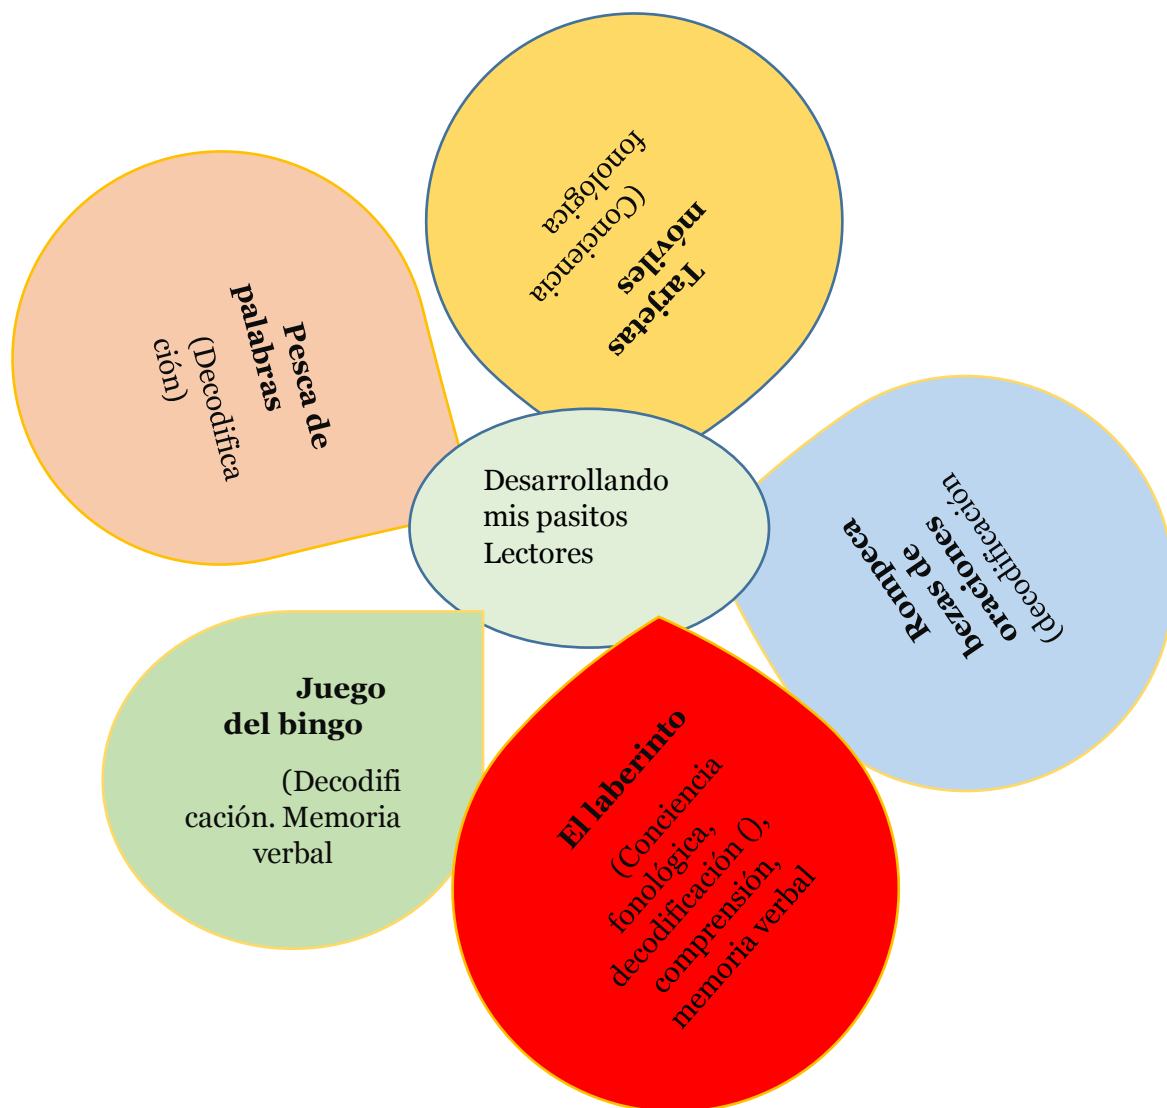 Tarjetas
móviles
(Conciencia
fonológica
Pesca de
palabras
(Decodifica
ción)
Desarrollando
mis pasitos
Lectores
Rompeca
bezas de
oraciones
(decodificación
Juego
del bingo
(Decodifi
cación. Memoria
verbal
El laberinto
(Conciencia
fonológica,
decodificación (),
comprensión,
memoria verbal